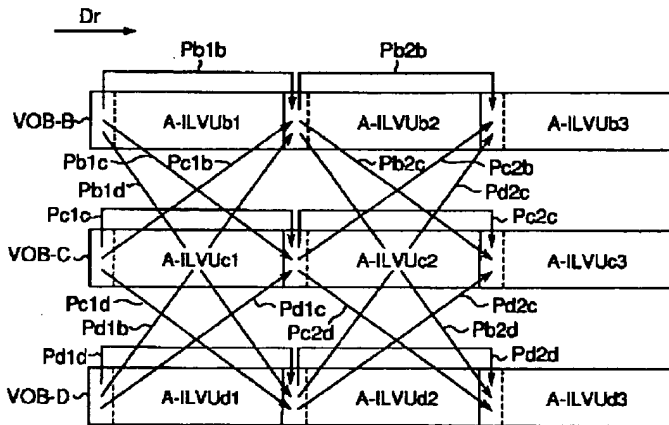 Dr
Pb1b Pb2b
VOB-B A-ILVUb1 A-ILVUb2 A-ILVUb3
Pb1c Pc1b Pb2c Pc2b
Pb1d Pd2c
Pc1c Pc2c
VOB-C A-ILVUc1 A-ILVUc2 A-ILVUc3
Pc1d Pd1c Pd2c
Pd1b Pc2d Pb2d
Pd1d Pd2d
VOB-D A-ILVUd1 A-ILVUd2 A-ILVUd3